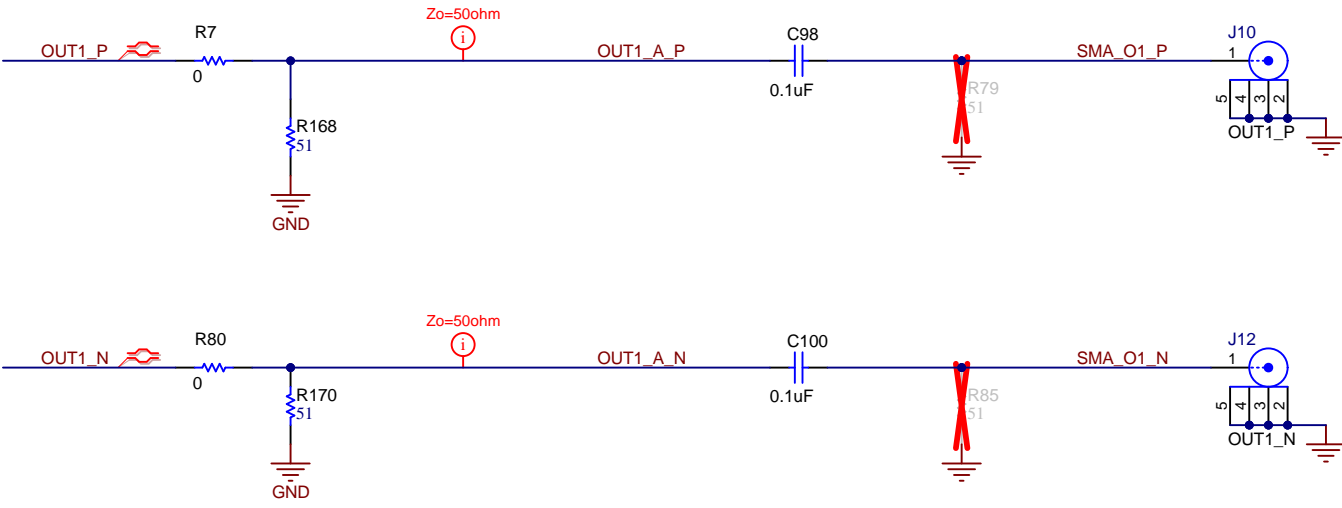 Zo=50ohm
R7
C98
J10
OUT1_P
i
OUT1_A_P
SMA_O1_P
1
0
0.1uF
R79
51
5
4
3
2
R168
51
OUT1_P
GND
Zo=50ohm
R80
C100
J12
OUT1_N
i
OUT1_A_N
SMA_O1_N
1
0
0.1uF
R170
51
R85
51
5
4
3
2
OUT1_N
GND